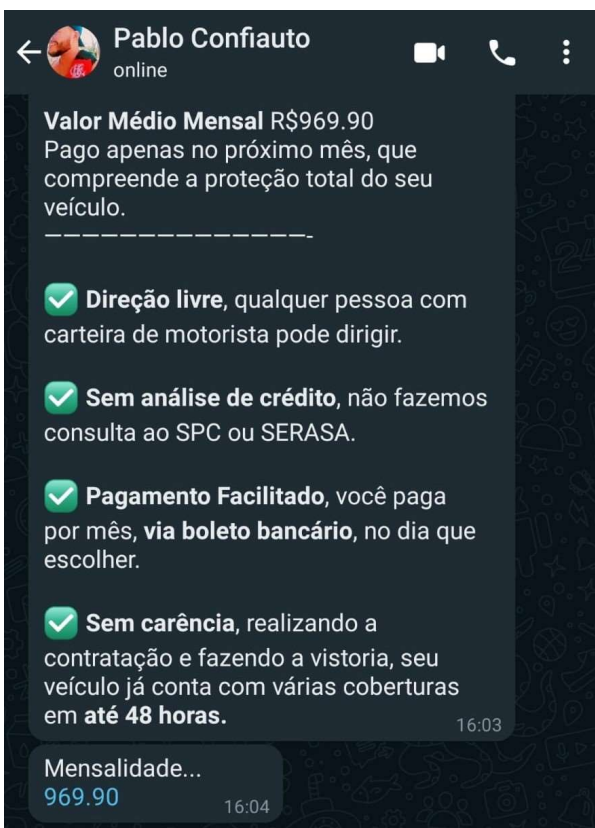 Pablo Confiauto
online
Valor Médio Mensal R$969.90
Pago apenas no próximo mês, que
compreende a proteção total do seu
veículo.
——————————————-
✅ Direção livre, qualquer pessoa com
carteira de motorista pode dirigir.
✅ Sem análise de crédito, não fazemos
consulta ao SPC ou SERASA.
✅ Pagamento Facilitado, você paga
por mês, via boleto bancário, no dia que
escolher.
✅ Sem carência, realizando a
contratação e fazendo a vistoria, seu
veículo já conta com várias coberturas
em até 48 horas.
16:03
Mensalidade...
969.90
16:04